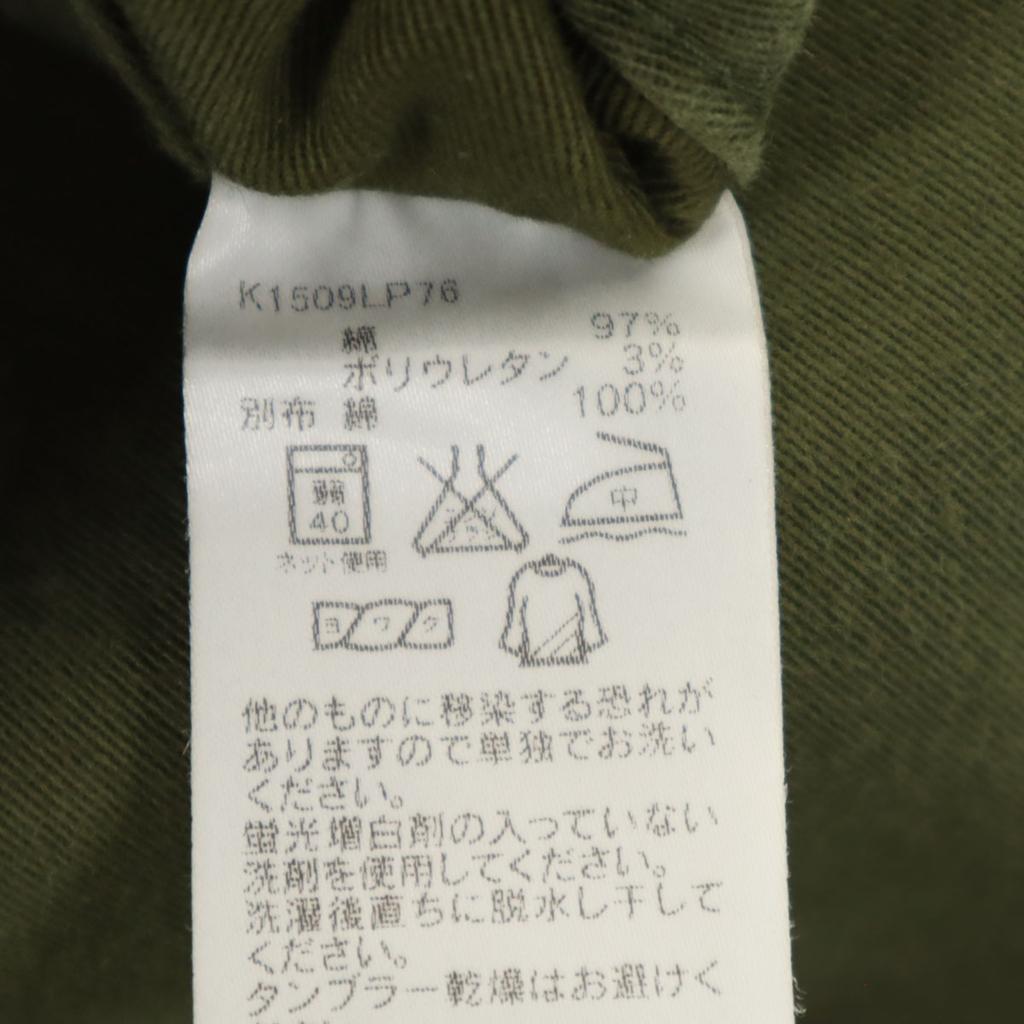 K1509LP76
綿 97%
ポリウレタン 3%
別布 綿 100%
弱
40
中
ネット使用
ヨワク
他のものに移染する恐れが
ありますので単独でお洗い
ください。
蛍光増白剤の入っていない
洗剤を使用してください。
洗濯後直ちに脱水し干して
ください。
タンブラー乾燥はお避けく